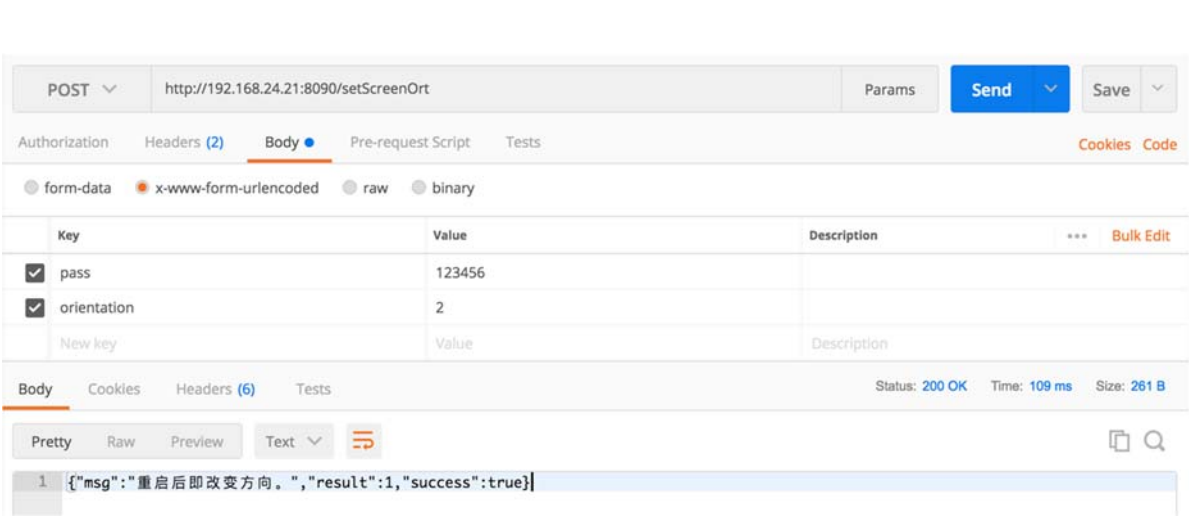 POST http://192.168.24.21:8090/setScreenOrt Params Send Save
Authorization Headers (2) Body Pre-request Script Tests Cookies Code
form-data x-www-form-urlencoded raw binary
Key Value Description ••• Bulk Edit
pass 123456
orientation 2
New key Value Description
Body Cookies Headers (6) Tests Status: 200 OK Time: 109 ms Size: 261 B
Pretty Raw Preview Text
1 {"msg":"重启后即改变方向。","result":1,"success":true}